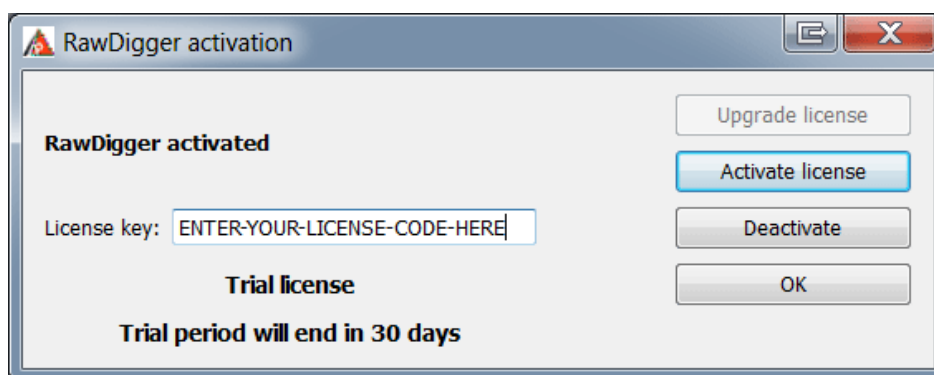 RawDigger activation
Upgrade license
RawDigger activated
Activate license
License key: ENTER-YOUR-LICENSE-CODE-HERE
Deactivate
Trial license
OK
Trial period will end in 30 days